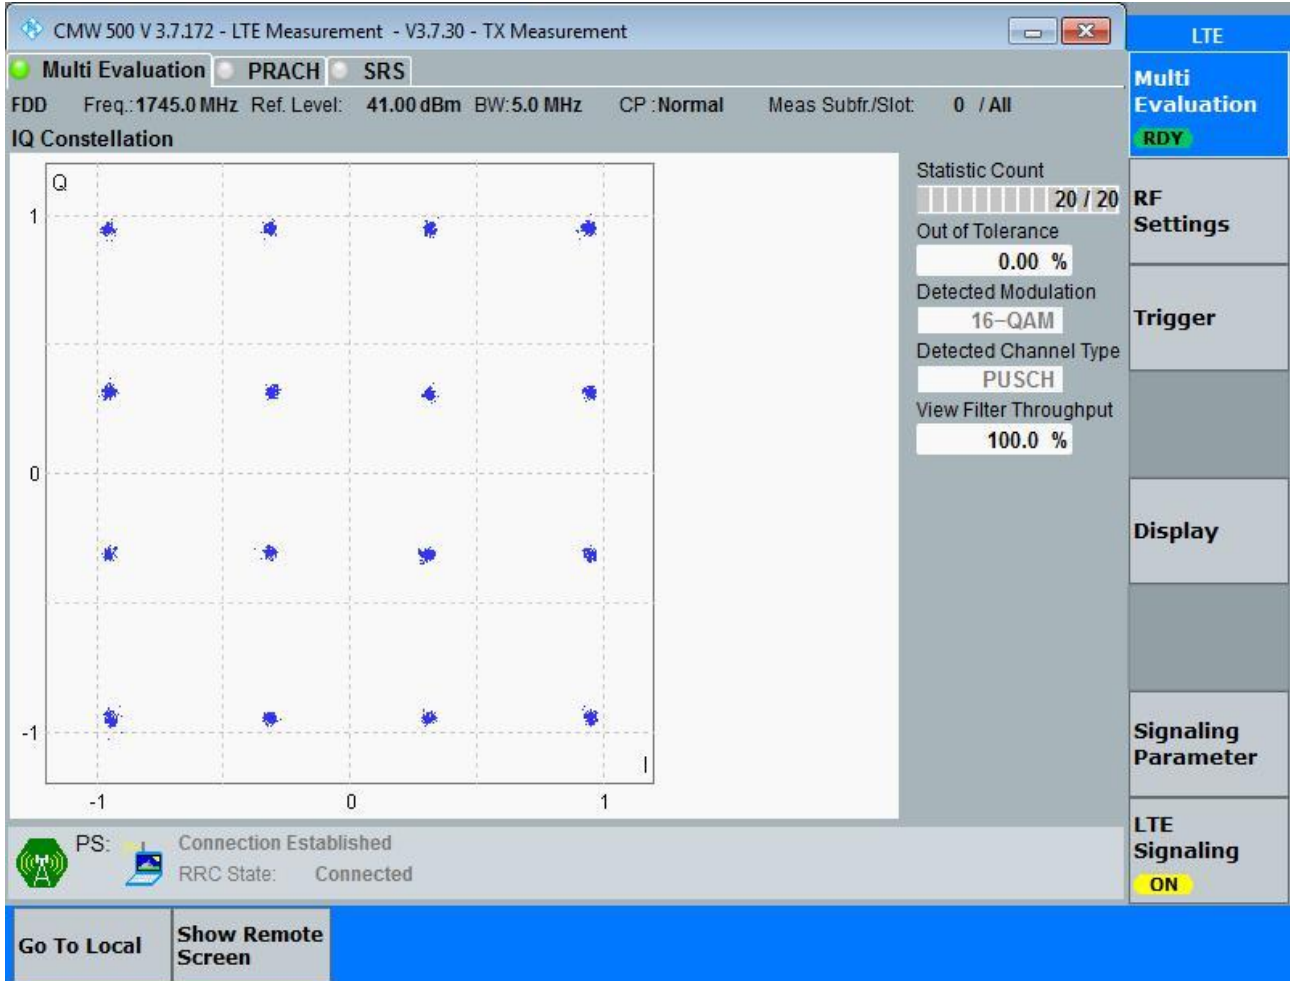 CMW 500 V 3.7.172 - LTE Measurement - V3.7.30 - TX Measurement
LTE
Multi Evaluation PRACH SRS
FDD Freq.:1745.0 MHz Ref. Level: 41.00 dBm BW:5.0 MHz CP :Normal Meas Subfr./Slot: 0 / All
IQ Constellation
Q
1
0
-1
-1 0 1
I
Statistic Count
20 / 20
Out of Tolerance
0.00 %
Detected Modulation
16-QAM
Detected Channel Type
PUSCH
View Filter Throughput
100.0 %
Multi
Evaluation
RDY
RF
Settings
Trigger
Display
Signaling
Parameter
LTE
Signaling
ON
PS: Connection Established
RRC State: Connected
Go To Local
Show Remote
Screen